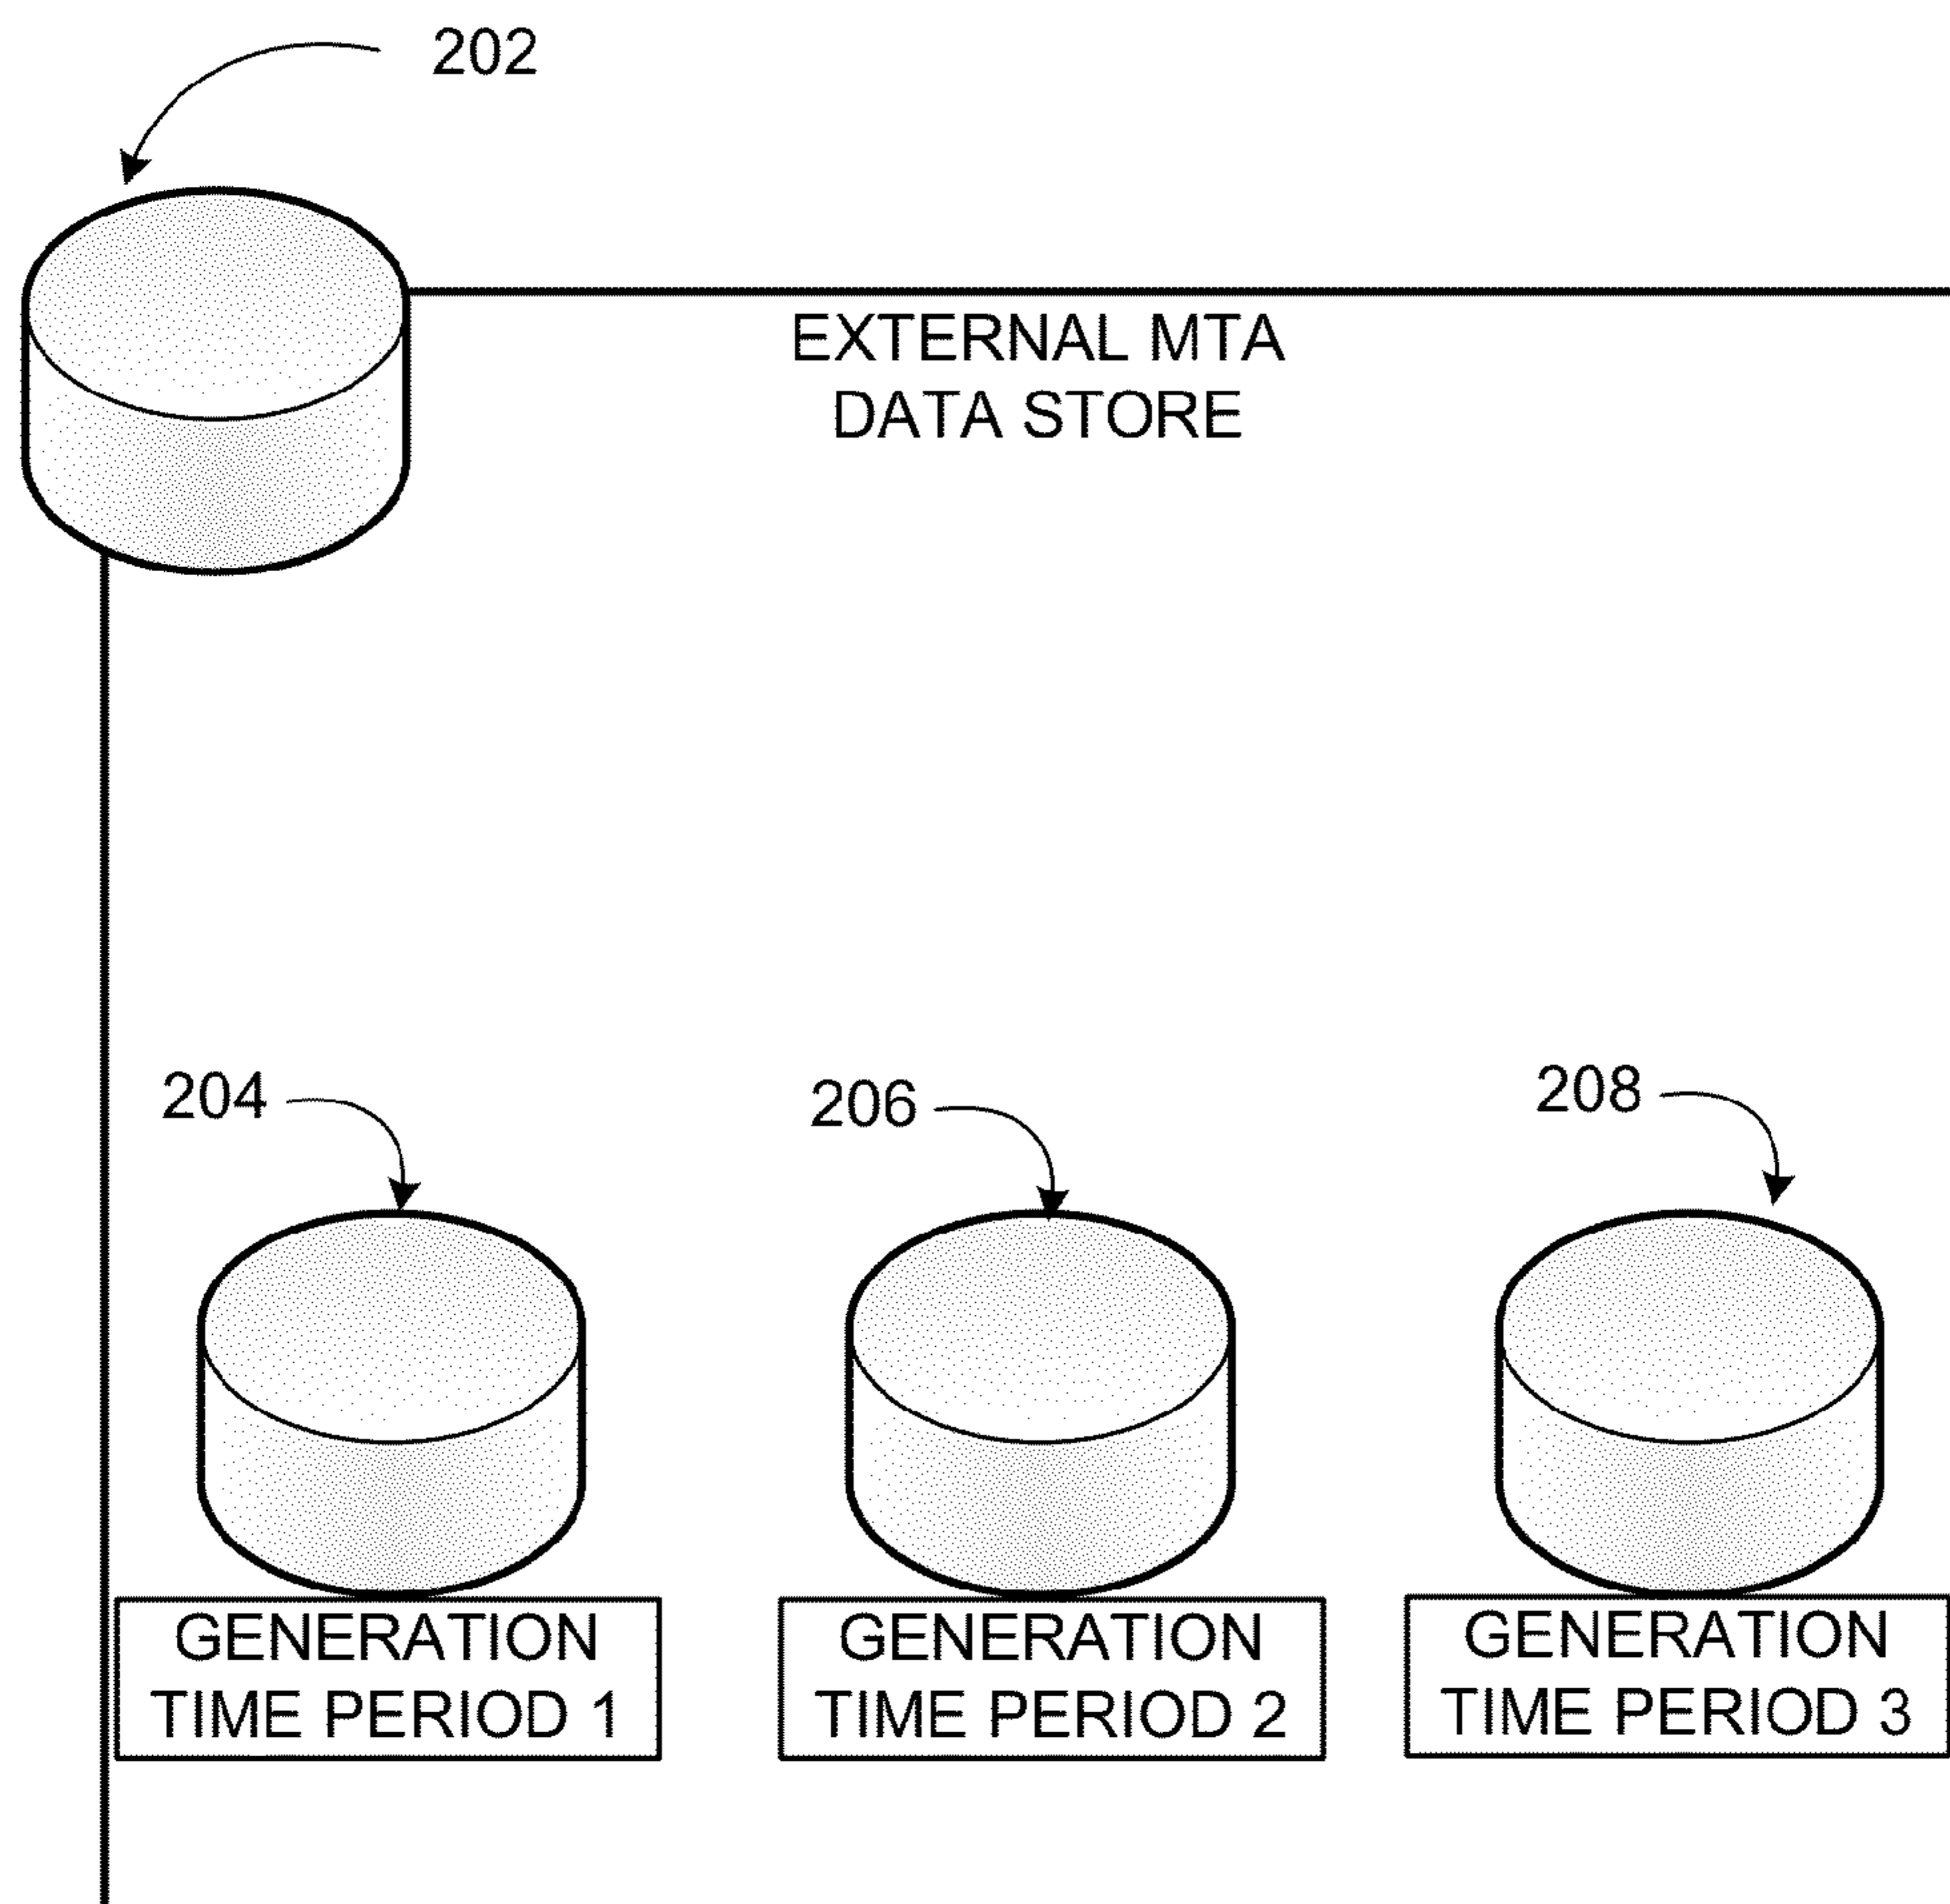 202
EXTERNAL MTA
DATA STORE
204
206
208
GENERATION
TIME PERIOD 1
GENERATION
TIME PERIOD 2
GENERATION
TIME PERIOD 3